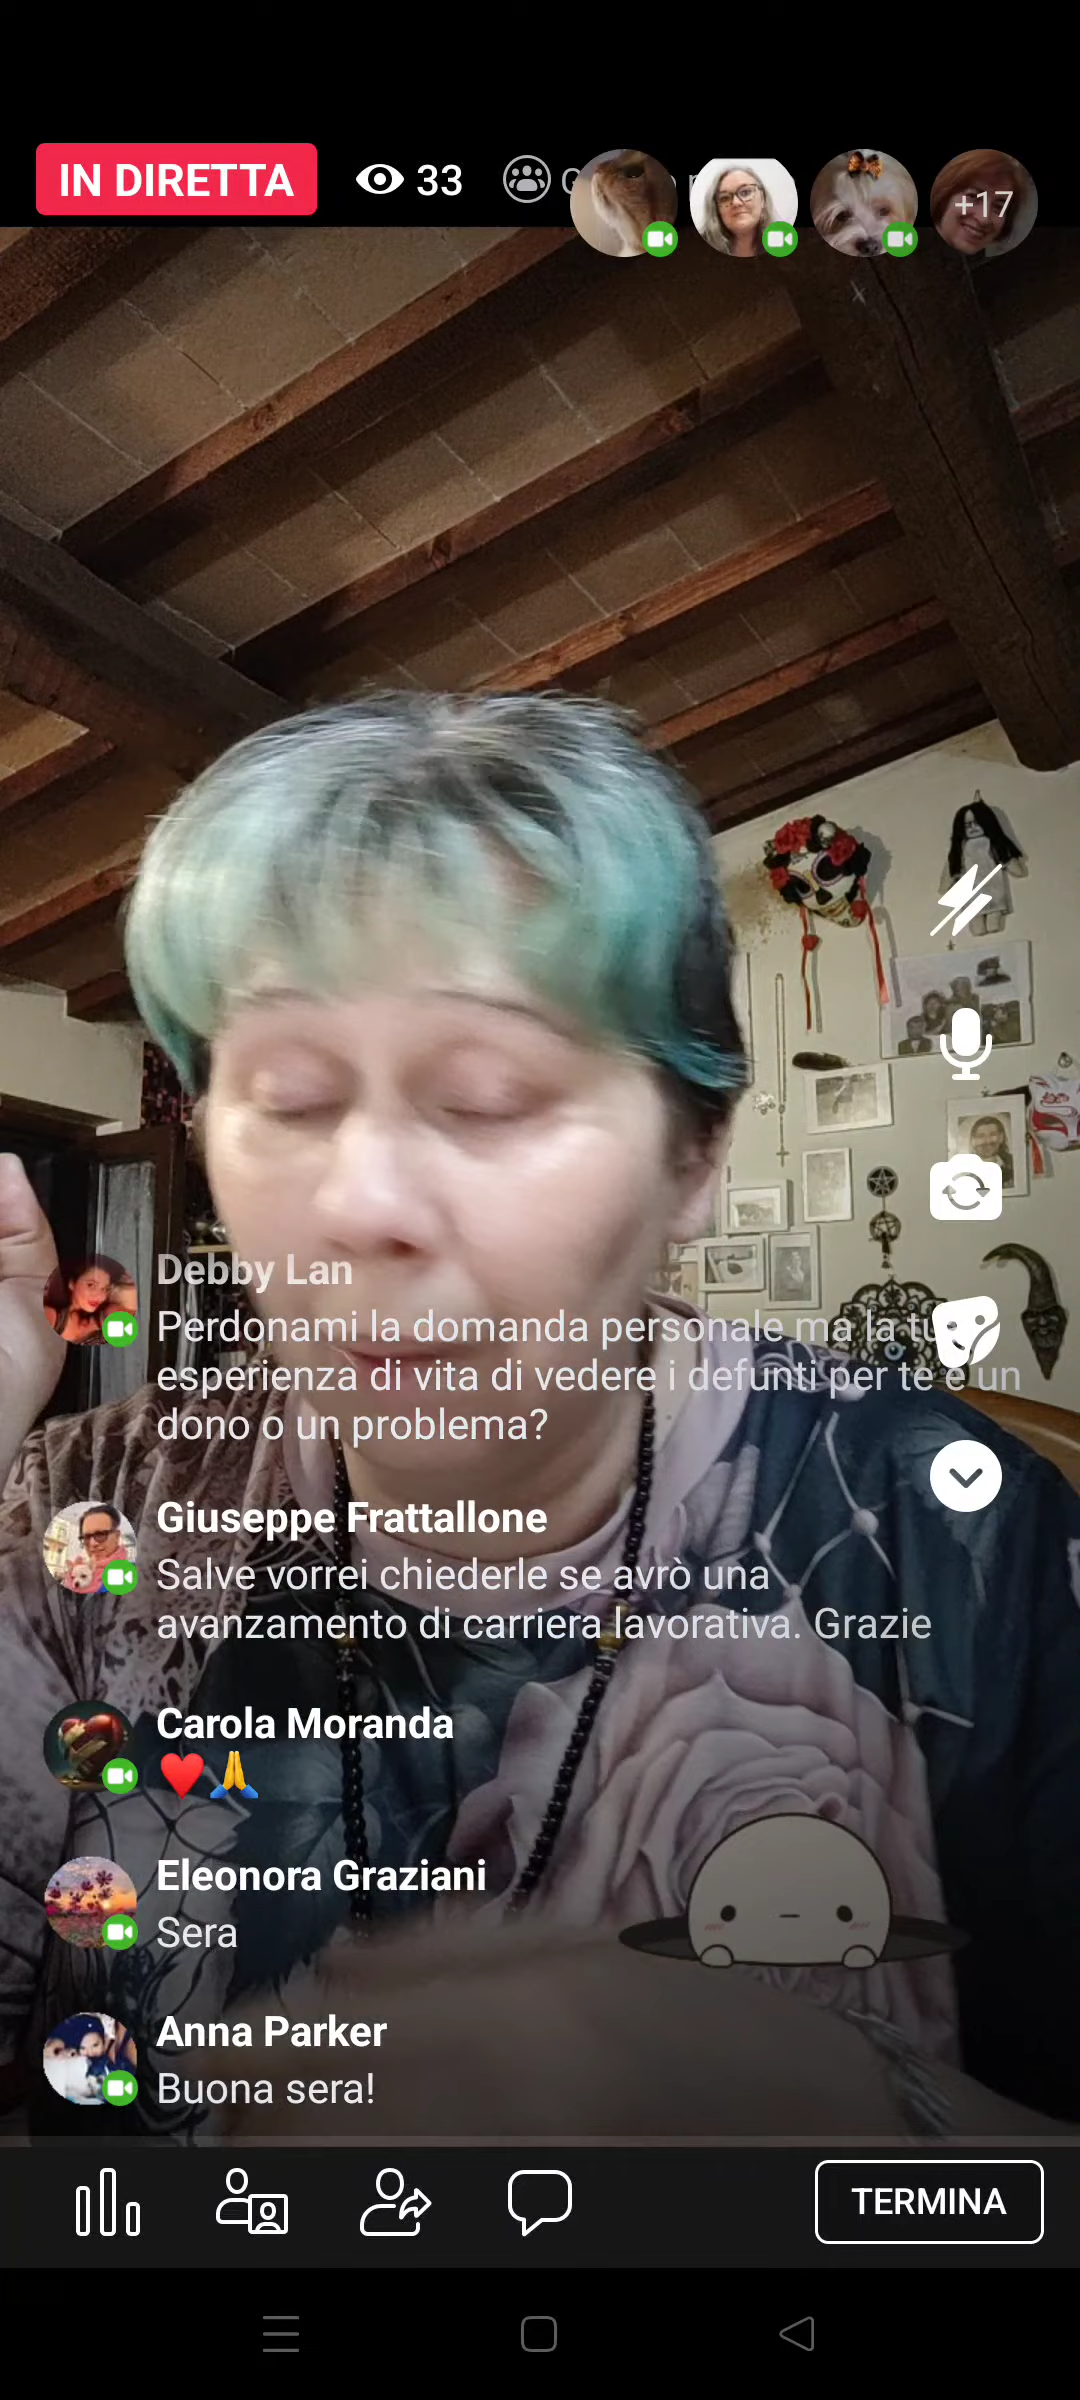 IN DIRETTA
33
+17
Debby Lan
Perdonami la domanda personale ma la tu
esperienza di vita di vedere i defunti per te è un
dono o un problema?
Giuseppe Frattallone
Salve vorrei chiederle se avrò una
avanzamento di carriera lavorativa. Grazie
Carola Moranda
❤️🙏
Eleonora Graziani
Sera
Anna Parker
Buona sera!
TERMINA